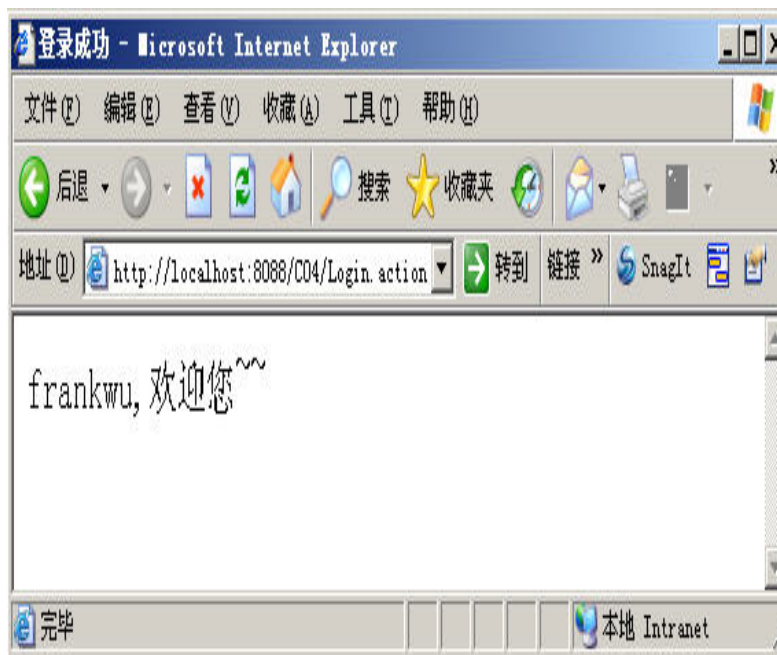 登录成功 - Microsoft Internet Explorer
文件(F) 编辑(E) 查看(V) 收藏(A) 工具(T) 帮助(H)
后退 搜索 收藏夹 »
地址(D) http://localhost:8088/C04/Login.action 转到 链接 » SnagIt
frankwu,欢迎您~~
完毕 本地 Intranet